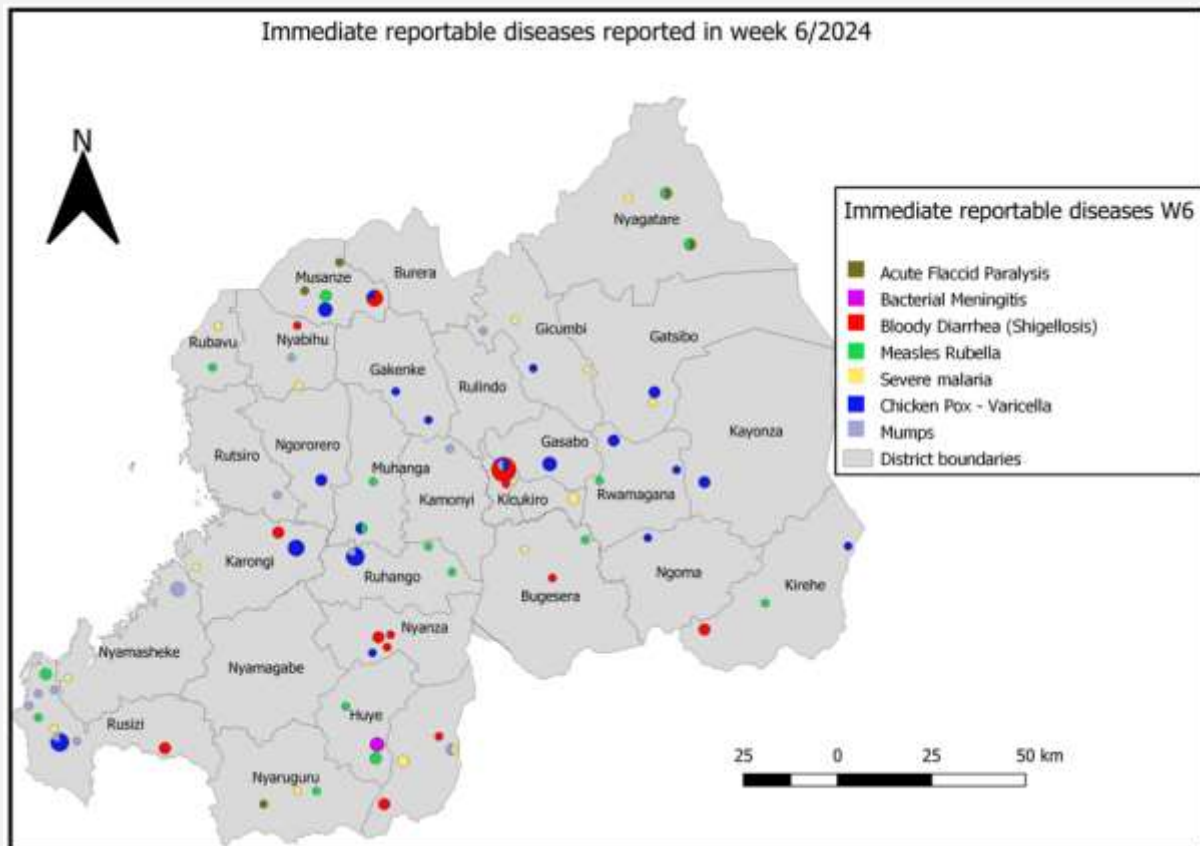 Immediate reportable diseases reported in week 6/2024
N
Nyagatare
Musanze
Burera
Rubavu
Nyabihu
Gicumbi
Gatsibo
Gakenke
Rulindo
Kayonza
Rutsiro
Ngororero
Muhanga
Gasabo
Kamonyi
Kicukiro
Rwamagana
Karongi
Ruhango
Bugesera
Ngoma
Kirehe
Nyamasheke
Nyamagabe
Nyanza
Rusizi
Huye
Nyaruguru
Immediate reportable diseases W6
Acute Flaccid Paralysis
Bacterial Meningitis
Bloody Diarrhea (Shigellosis)
Measles Rubella
Severe malaria
Chicken Pox - Varicella
Mumps
District boundaries
25 0 25 50 km